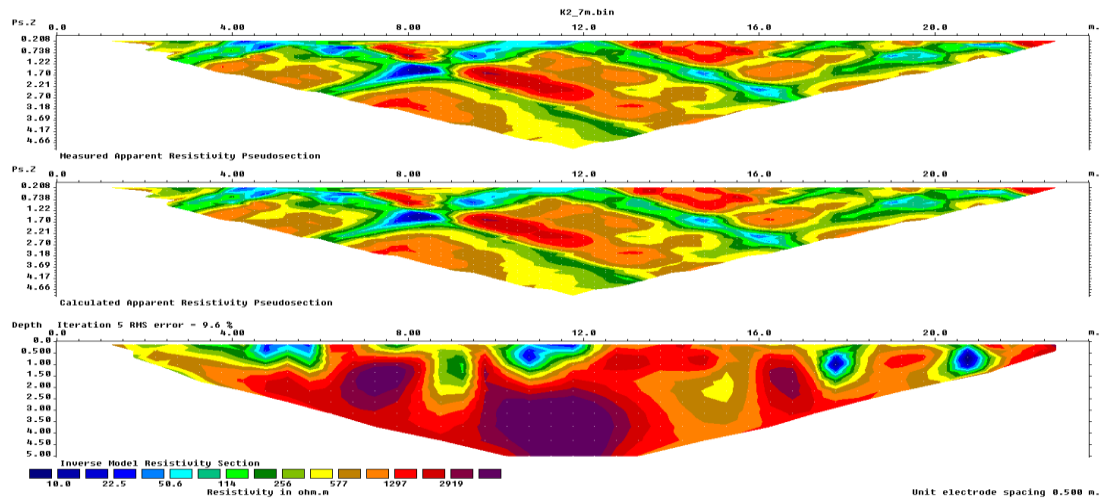 K2_7m.bin
Ps.Z 0.0 4.00 8.00 12.0 16.0 20.0 m.
0.208
0.738
1.22
1.70
2.21
2.70
3.18
3.69
4.17
4.66
Measured Apparent Resistivity Pseudosection
Ps.Z 0.0 4.00 8.00 12.0 16.0 20.0 m.
0.208
0.738
1.22
1.70
2.21
2.70
3.18
3.69
4.17
4.66
Calculated Apparent Resistivity Pseudosection
Depth Iteration 5 RMS error = 9.6 %
0.0 4.00 8.00 12.0 16.0 20.0 m.
0.0
0.500
1.50
2.00
2.50
3.00
3.50
4.00
4.50
5.00
Inverse Model Resistivity Section
10.0 22.5 50.6 114 256 577 1297 2919
Resistivity in ohm.m
Unit electrode spacing 0.500 m.